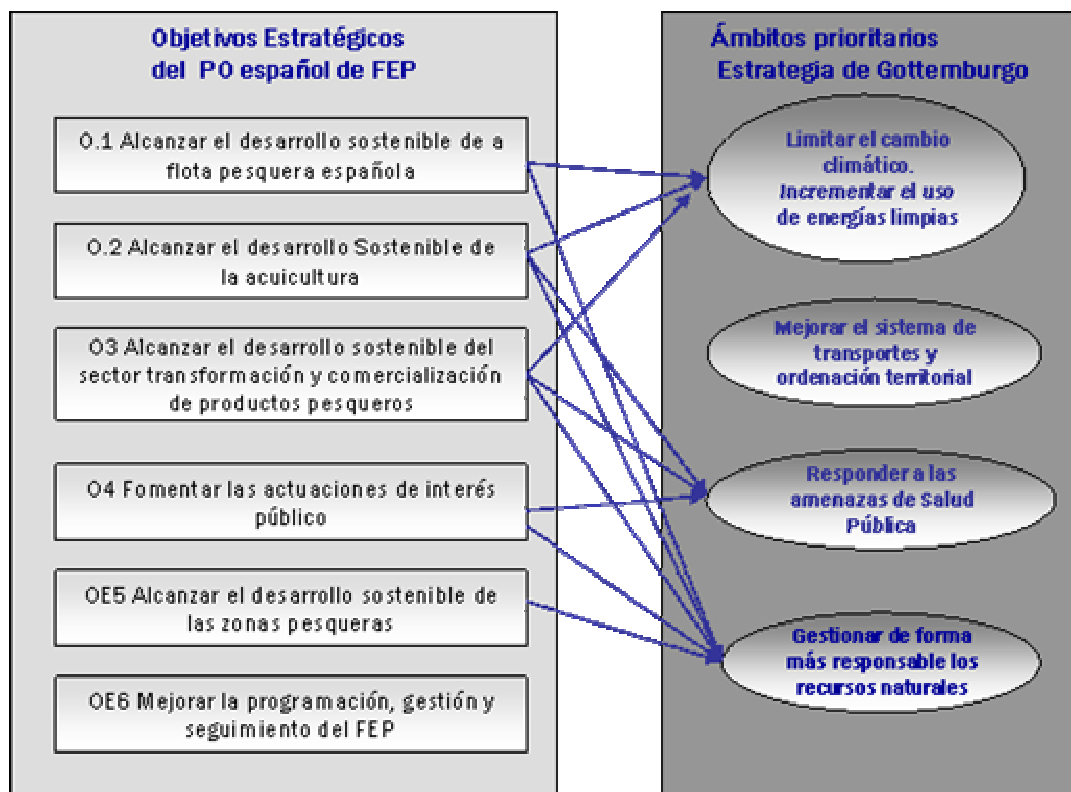 Objetivos Estratégicos
del PO español de FEP
O.1 Alcanzar el desarrollo sostenible de a
flota pesquera española
O.2 Alcanzar el desarrollo Sostenible de
la acuicultura
O3 Alcanzar el desarrollo sostenible del
sector transformación y comercialización
de productos pesqueros
O4 Fomentar las actuaciones de interés
público
OE5 Alcanzar el desarrollo sostenible de
las zonas pesqueras
OE6 Mejorar la programación, gestión y
seguimiento del FEP
Ámbitos prioritarios
Estrategia de Gottemburgo
Limitar el cambio
climático.
Incrementar el uso
de energías limpias
Mejorar el sistema de
transportes y
ordenación territorial
Responder a las
amenazas de Salud
Pública
Gestionar de forma
más responsable los
recursos naturales